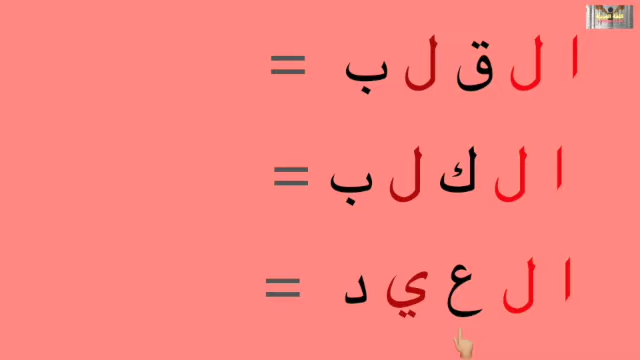 ا ل ق ل ب =
ا ل ك ل ب =
ا ل ع ي د =